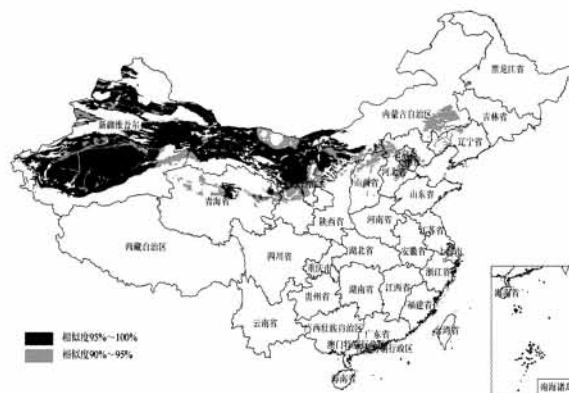 黑龙江省
内蒙古自治区
吉林省
新疆维吾尔
辽宁省
河北省
山西省
山东省
青海省
陕西省
河南省
江苏省
西藏自治区
四川省
湖北省
安徽省
重庆市
浙江省
湖南省
江西省
贵州省
福建省
云南省
广西壮族自治区
广东省
台湾省
海南省
相似度95%~100%
相似度90%~95%
南海诸岛